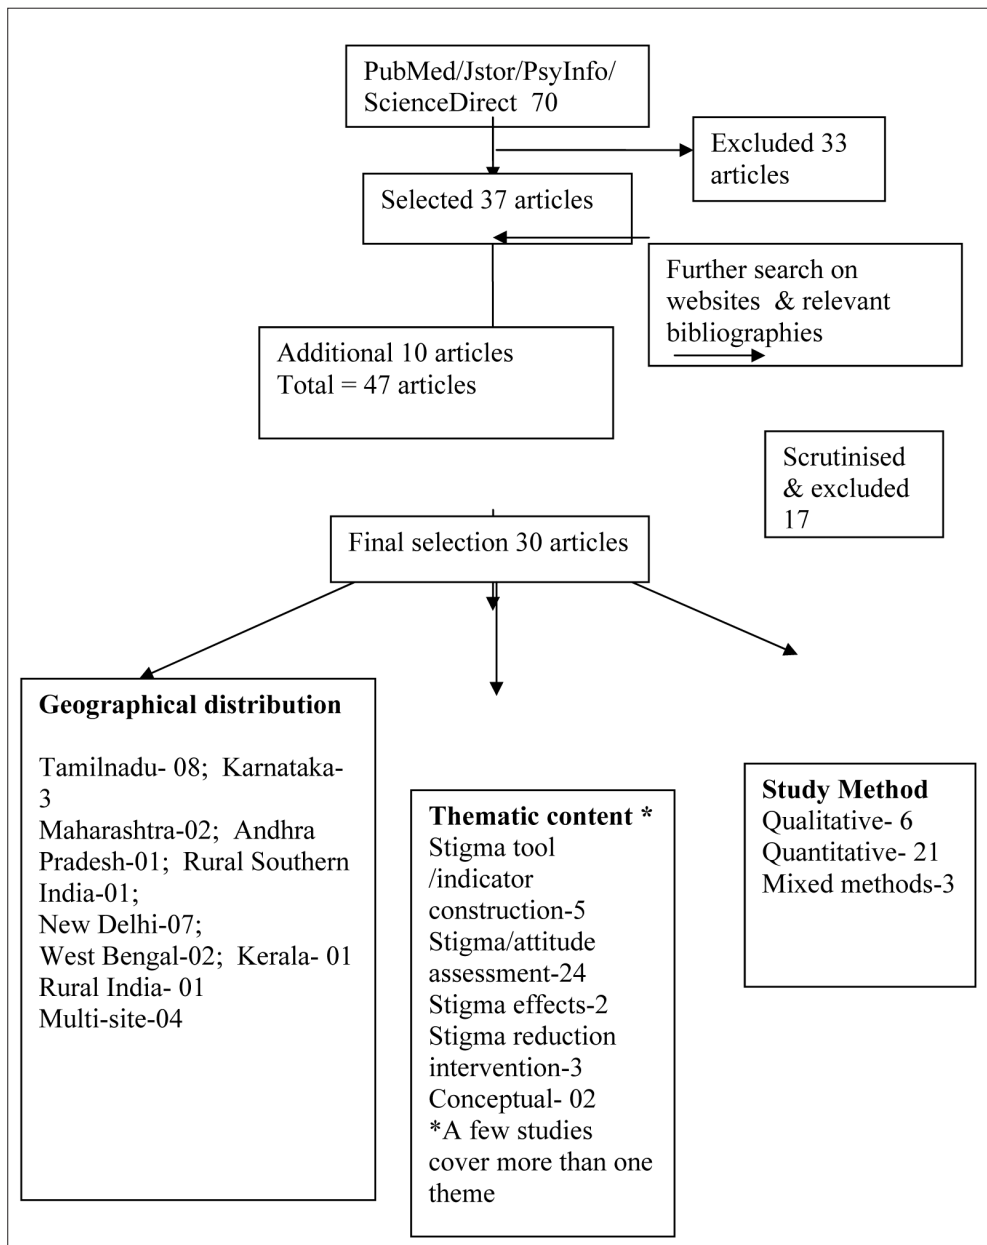 PubMed/Jstor/PsyInfo/
ScienceDirect  70
Excluded 33
articles
Selected 37 articles
Further search on
websites  & relevant
bibliographies
Additional 10 articles
Total = 47 articles
Scrutinised
& excluded
17
Final selection 30 articles
Geographical distribution
Tamilnadu- 08;  Karnataka-
3
Maharashtra-02;  Andhra
Pradesh-01;  Rural Southern
India-01;
New Delhi-07;
West Bengal-02;  Kerala- 01
Rural India- 01
Multi-site-04
Thematic content *
Stigma tool
/indicator
construction-5
Stigma/attitude
assessment-24
Stigma effects-2
Stigma reduction
intervention-3
Conceptual- 02
*A few studies
cover more than one
theme
Study Method
Qualitative- 6
Quantitative- 21
Mixed methods-3